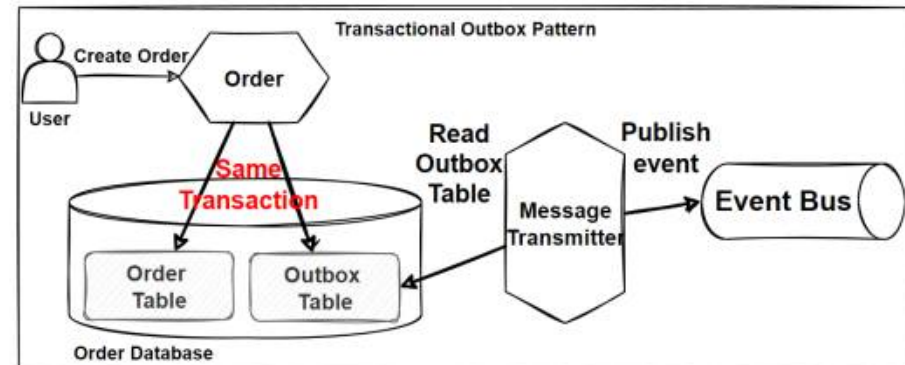 Transactional Outbox Pattern
Create Order
User
Order
Same
Transaction
Order
Table
Outbox
Table
Order Database
Read
Outbox
Table
Message
Transmitter
Publish
event
Event Bus